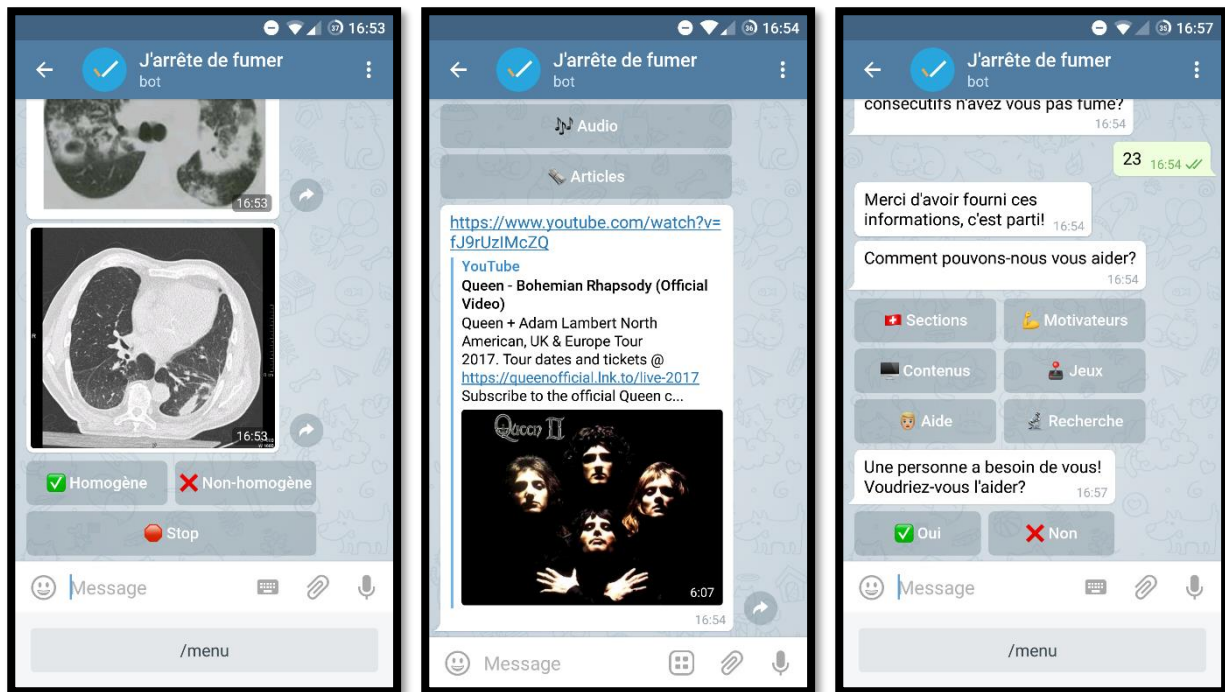 37 16:53
J'arrête de fumer
bot
16:53
R
16:53
Homogène
Non-homogène
Stop
Message
/menu
36 16:54
J'arrête de fumer
bot
Audio
Articles
https://www.youtube.com/watch?v=
fJ9rUzIMcZQ
YouTube
Queen - Bohemian Rhapsody (Official
Video)
Queen + Adam Lambert North
American, UK & Europe Tour
2017. Tour dates and tickets @
https://queenofficial.lnk.to/live-2017
Subscribe to the official Queen c...
Queen II
6:07
16:54
Message
35 16:57
J'arrête de fumer
bot
consécutifs n'avez vous pas fumé?
16:54
23 16:54
Merci d'avoir fourni ces
informations, c'est parti! 16:54
Comment pouvons-nous vous aider?
16:54
Sections
Motivateurs
Contenus
Jeux
Aide
Recherche
Une personne a besoin de vous!
Voudriez-vous l'aider? 16:57
Oui
Non
Message
/menu